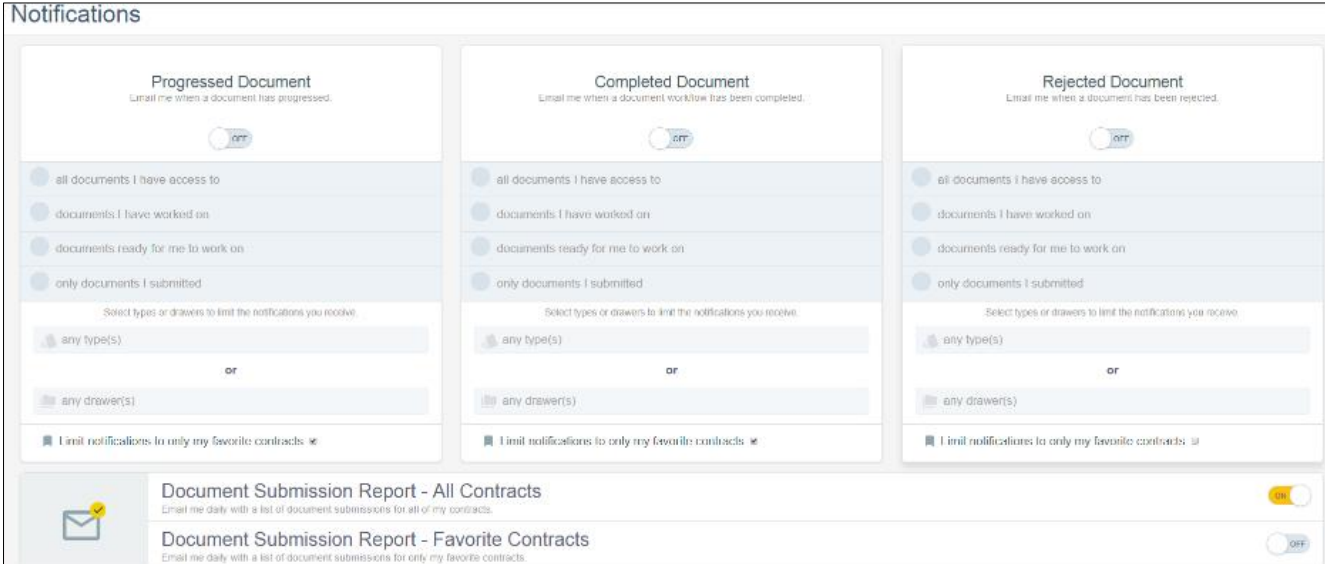 Notifications
Progressed Document
Email me when a document has progressed.
OFF
all documents I have access to
documents I have worked on
documents ready for me to work on
only documents I submitted
Select types or drawers to limit the notifications you receive.
any type(s)
or
any drawer(s)
Limit notifications to only my favorite contracts
Completed Document
Email me when a document workflow has been completed.
OFF
all documents I have access to
documents I have worked on
documents ready for me to work on
only documents I submitted
Select types or drawers to limit the notifications you receive.
any type(s)
or
any drawer(s)
Limit notifications to only my favorite contracts
Rejected Document
Email me when a document has been rejected.
OFF
all documents I have access to
documents I have worked on
documents ready for me to work on
only documents I submitted
Select types or drawers to limit the notifications you receive.
any type(s)
or
any drawer(s)
Limit notifications to only my favorite contracts
Document Submission Report - All Contracts
Email me daily with a list of document submissions for all of my contracts.
ON
Document Submission Report - Favorite Contracts
Email me daily with a list of document submissions for only my favorite contracts.
OFF